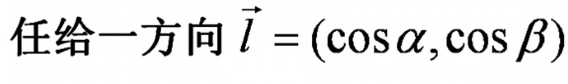 任给一方向 $\vec{l} = (\cos\alpha, \cos\beta)$